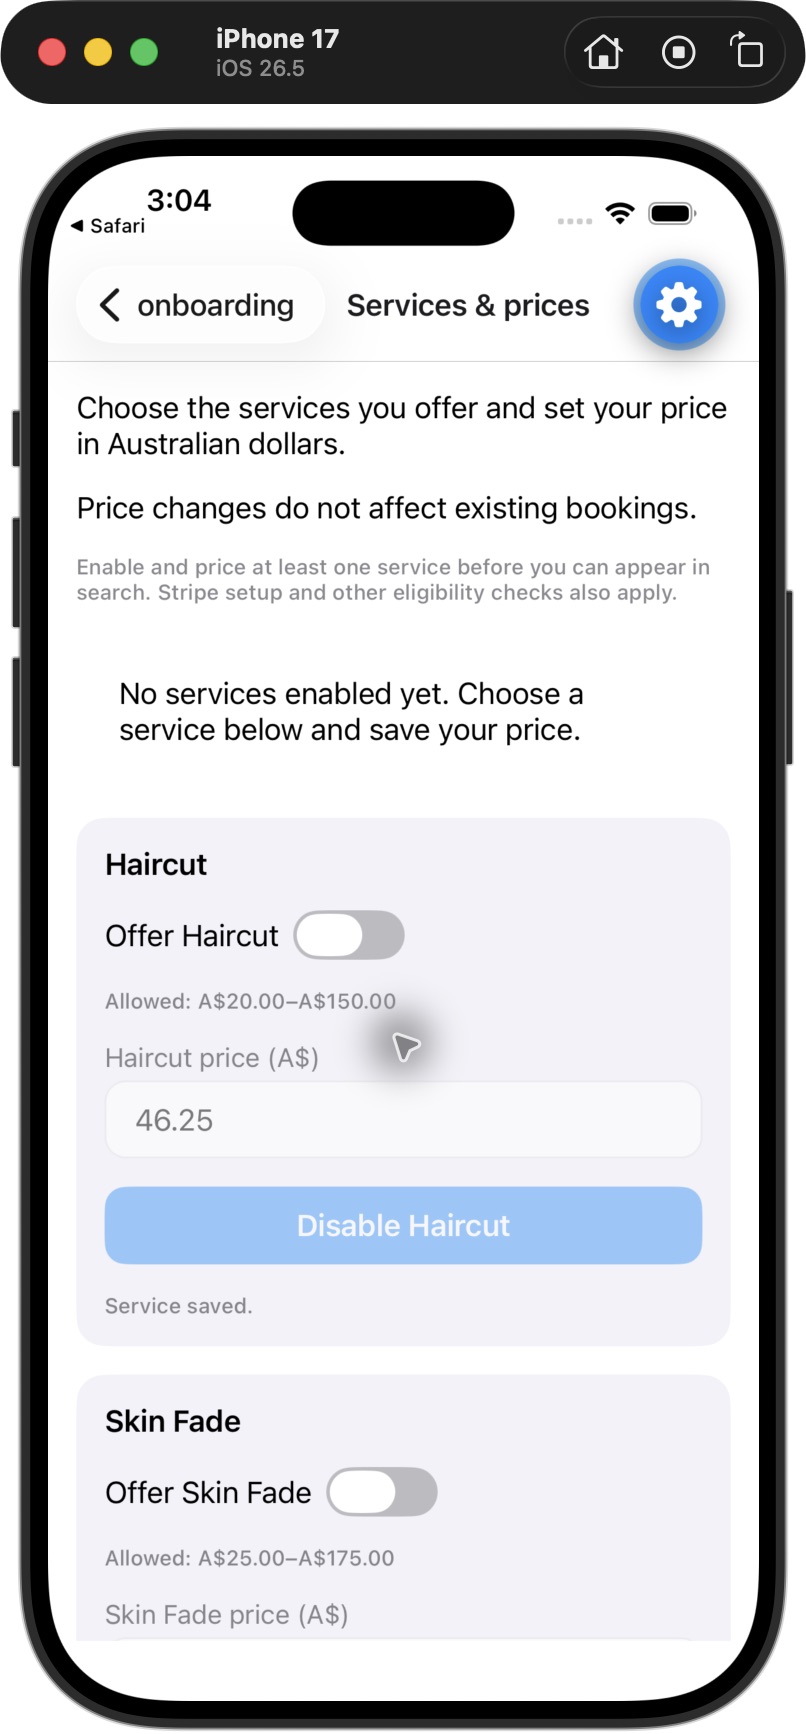 iPhone 17
iOS 26.5
3:04
Safari
onboarding
Services & prices
Choose the services you offer and set your price
in Australian dollars.
Price changes do not affect existing bookings.
Enable and price at least one service before you can appear in
search. Stripe setup and other eligibility checks also apply.
No services enabled yet. Choose a
service below and save your price.
Haircut
Offer Haircut
Allowed: A$20.00–A$150.00
Haircut price (A$)
46.25
Disable Haircut
Service saved.
Skin Fade
Offer Skin Fade
Allowed: A$25.00–A$175.00
Skin Fade price (A$)